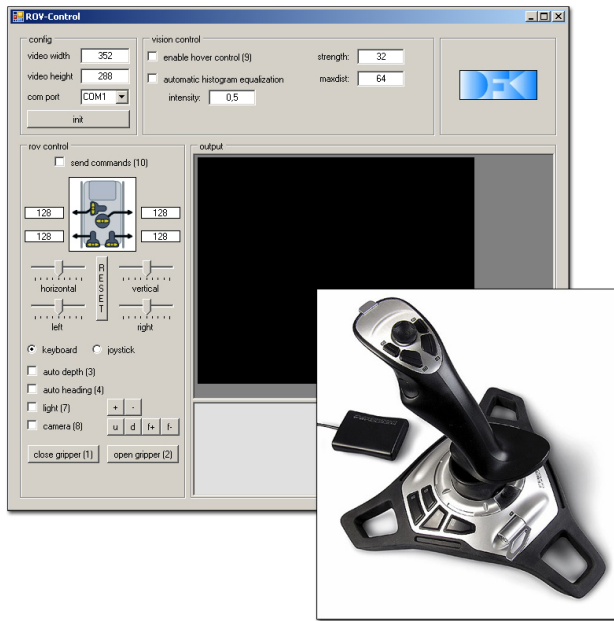 ROV-Control
config
video width 352
video height 288
com port COM1
init
vision control
enable hover control (9)
strength: 32
automatic histogram equalization
maxdist: 64
intensity: 0,5
DFK
rov control
send commands (10)
128 128
128 128
RESET
horizontal vertical
left right
keyboard joystick
auto depth (3)
auto heading (4)
light (7) + -
camera (8) u d f+ f-
close gripper (1) open gripper (2)
output